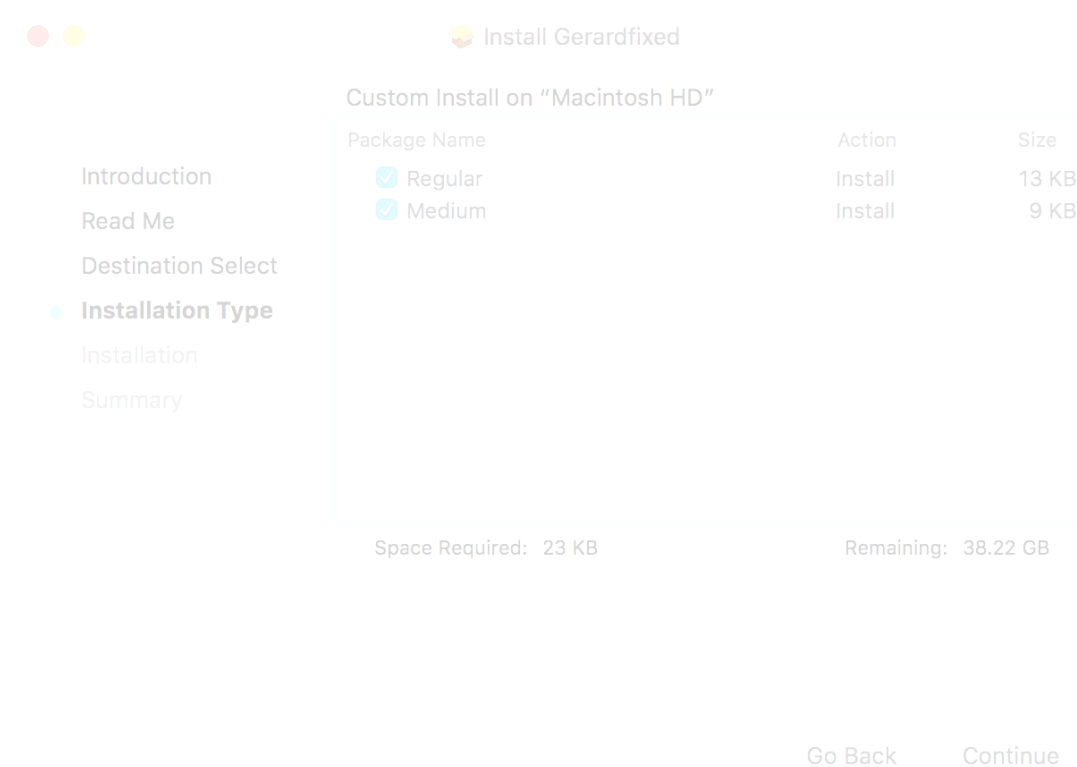 Install Gerardfixed
Custom Install on “Macintosh HD”
Package Name Action Size
Regular Install 13 KB
Medium Install 9 KB
Introduction
Read Me
Destination Select
Installation Type
Installation
Summary
Space Required: 23 KB Remaining: 38.22 GB
Go Back Continue